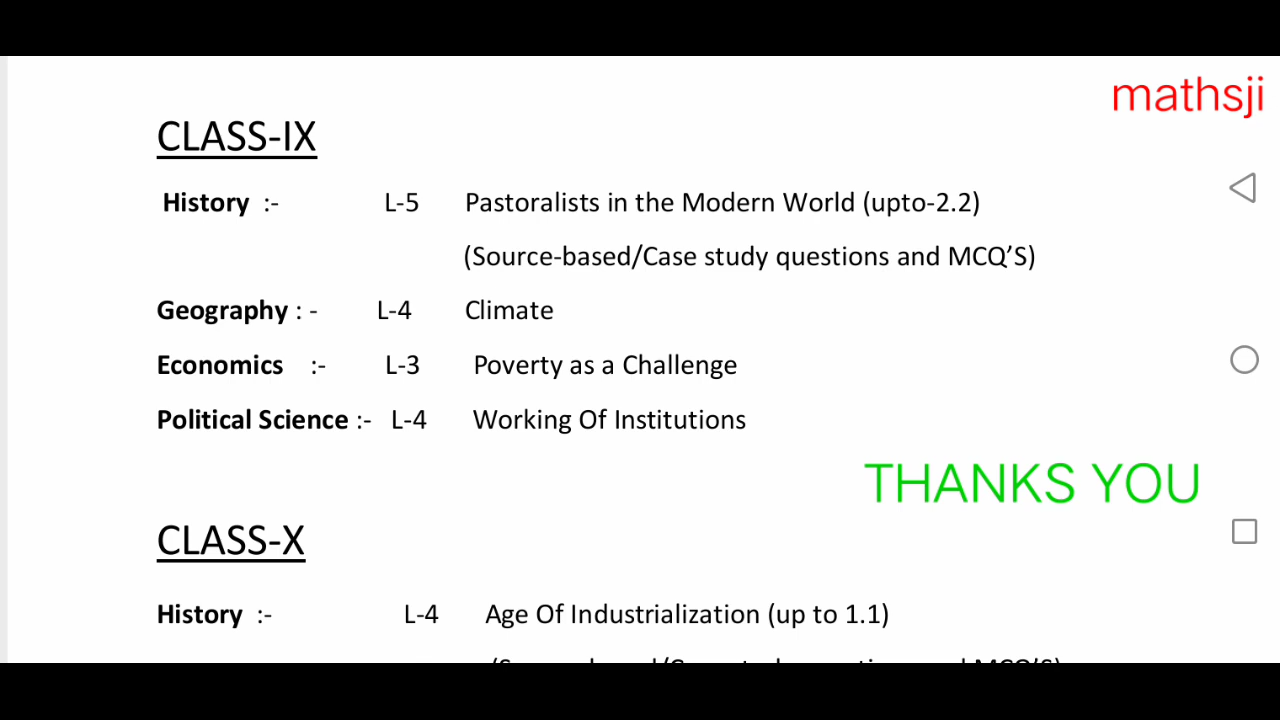 mathsji
CLASS-IX
History :- L-5 Pastoralists in the Modern World (upto-2.2)
(Source-based/Case study questions and MCQ’S)
Geography : - L-4 Climate
Economics :- L-3 Poverty as a Challenge
Political Science :- L-4 Working Of Institutions
THANKS YOU
CLASS-X
History :- L-4 Age Of Industrialization (up to 1.1)